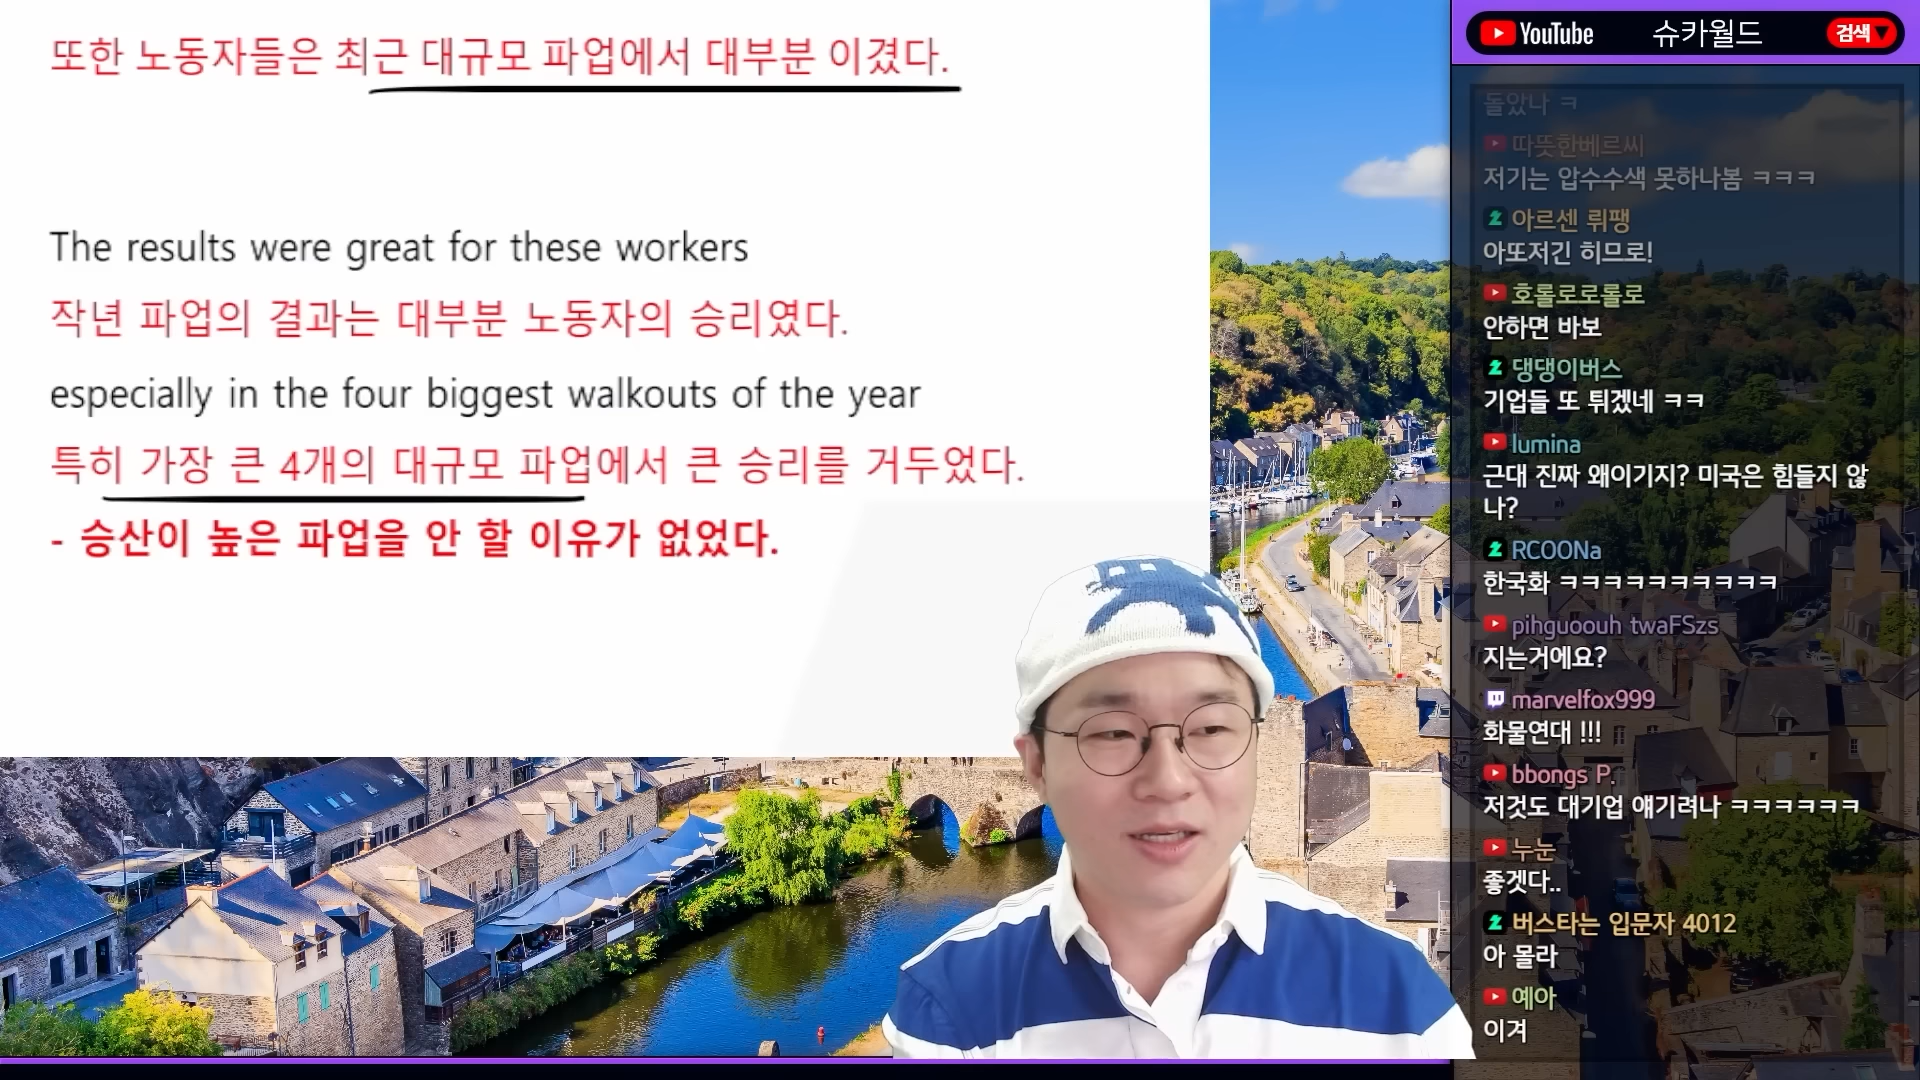 또한 노동자들은 최근 대규모 파업에서 대부분 이겼다.
The results were great for these workers
작년 파업의 결과는 대부분 노동자의 승리였다.
especially in the four biggest walkouts of the year
특히 가장 큰 4개의 대규모 파업에서 큰 승리를 거두었다.
- 승산이 높은 파업을 안 할 이유가 없었다.
YouTube 슈카월드 검색
돌았나 ㅋ
따뜻한베르씨
저기는 압수수색 못하나봄 ㅋㅋㅋ
아르센 뤼팽
아또저긴 히므로!
호롤로로롤로
안하면 바보
댕댕이버스
기업들 또 튀겠네 ㅋㅋ
lumina
근대 진짜 왜이기지? 미국은 힘들지 않
나?
RCOONa
한국화 ㅋㅋㅋㅋㅋㅋㅋㅋㅋㅋ
pihguoouh twaFSzs
지는거에요?
marvelfox999
화물연대 !!!
bbongs P.
저것도 대기업 얘기려나 ㅋㅋㅋㅋㅋㅋ
누눈
좋겟다..
버스타는 입문자 4012
아 몰라
예아
이겨